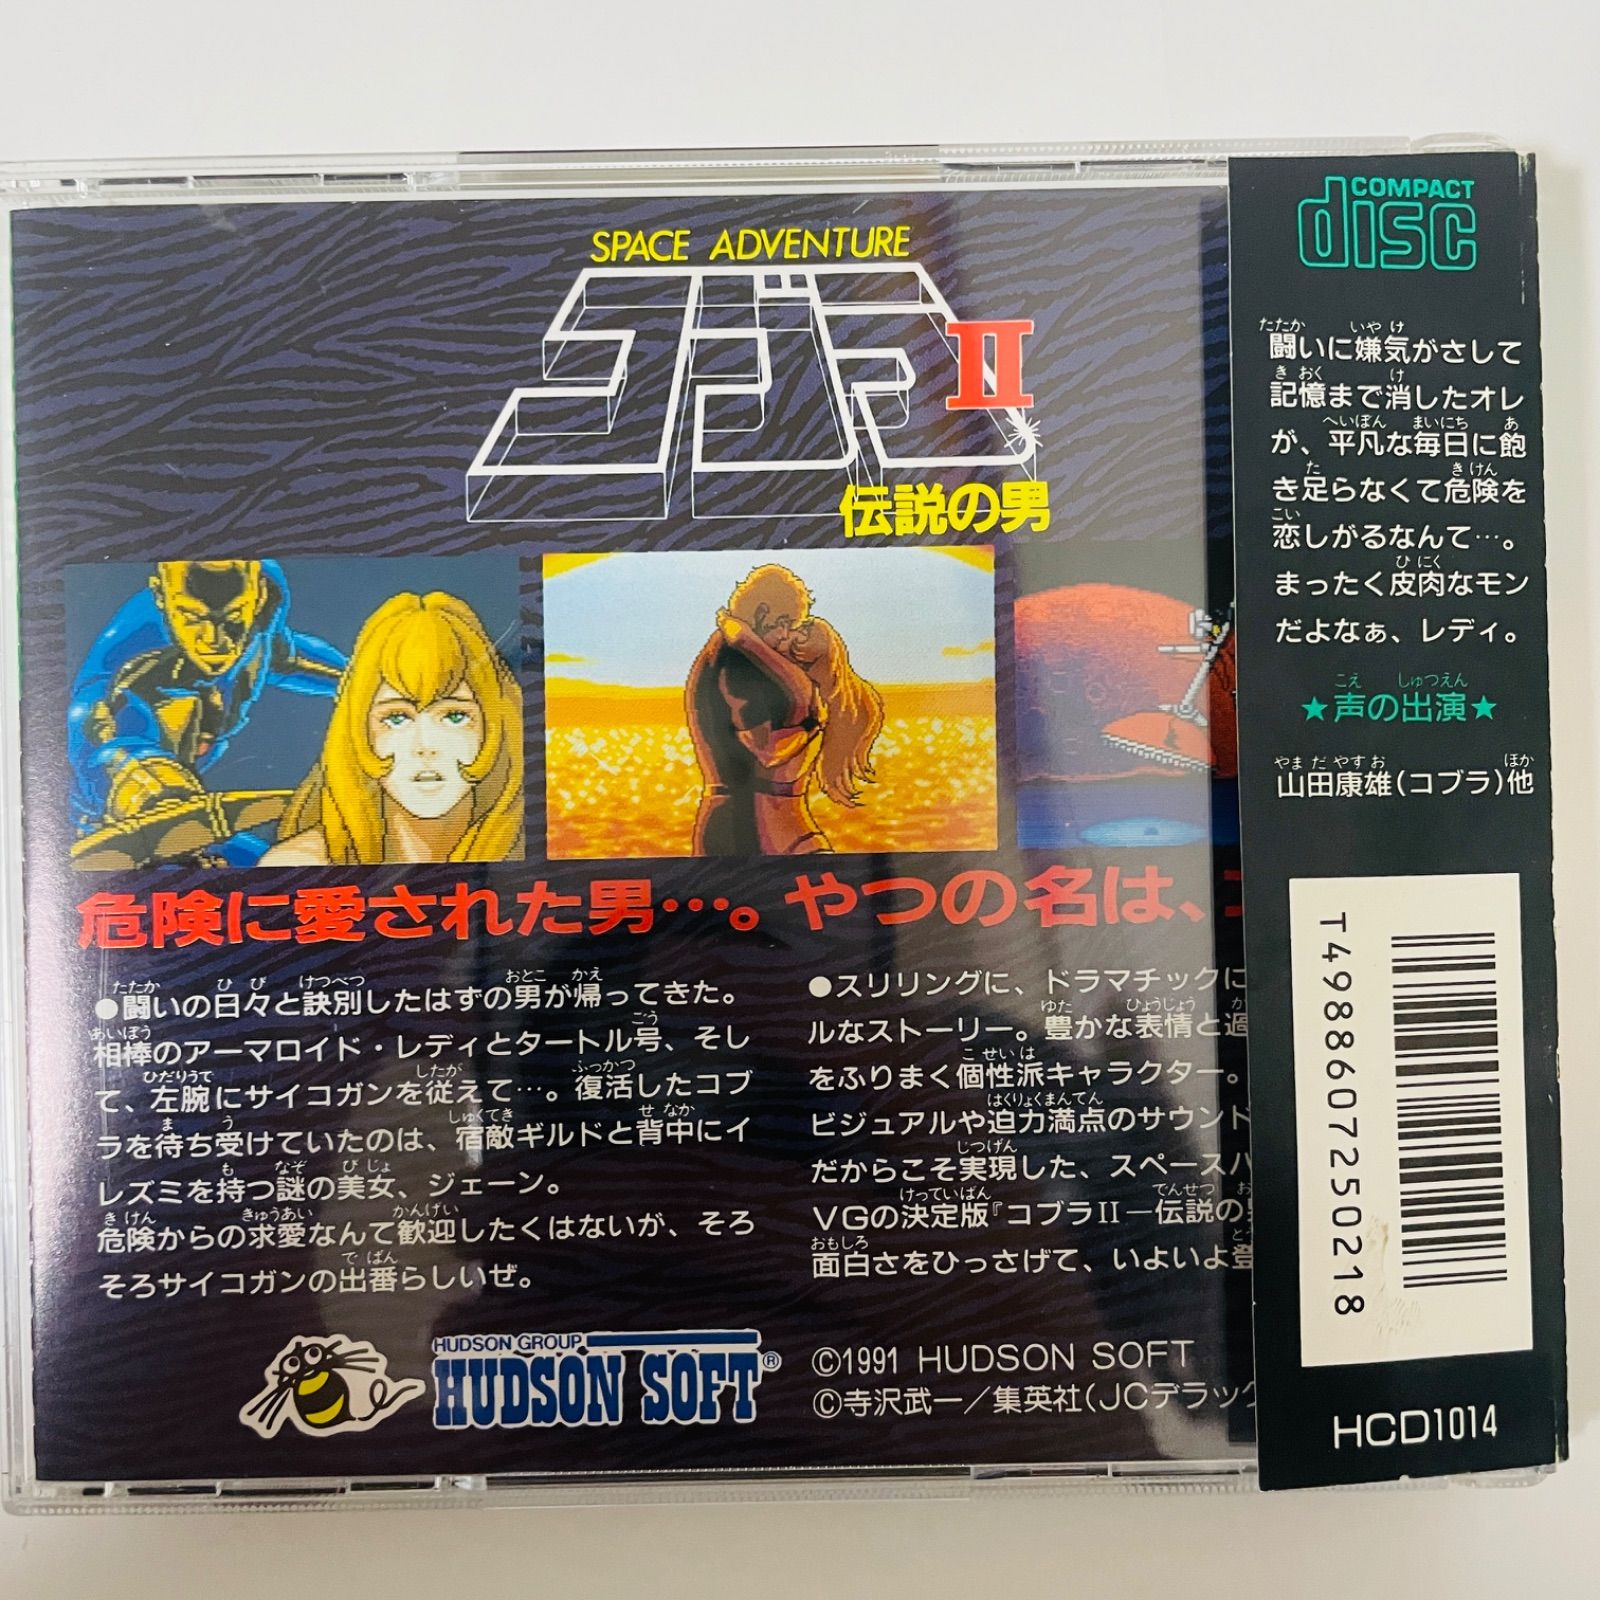 SPACE ADVENTURE
コブラ II
伝説の男
危険に愛された男…。やつの名は、
●闘いの日々と訣別したはずの男が帰ってきた。
相棒のアーマロイド・レディとタートル号、そし
て、左腕にサイコガンを従えて…。復活したコブ
ラを待ち受けていたのは、宿敵ギルドと背中にイ
レズミを持つ謎の美女、ジェーン。
危険からの求愛なんて歓迎したくはないが、そろ
そろサイコガンの出番らしいぜ。
●スリリングに、ドラマチックに
ルなストーリー。豊かな表情と過
をふりまく個性派キャラクター。
ビジュアルや迫力満点のサウンド
だからこそ実現した、スペースハ
VGの決定版『コブラII－伝説の男
面白さをひっさげて、いよいよ登
HUDSON GROUP
HUDSON SOFT®
©1991 HUDSON SOFT
©寺沢武一／集英社(JCデラック
COMPACT
disc
闘いに嫌気がさして
記憶まで消したオレ
が、平凡な毎日に飽
き足らなくて危険を
恋しがるなんて…。
まったく皮肉なモン
だよなぁ、レディ。
★声の出演★
山田康雄(コブラ)他
T4988607250218
HCD1014